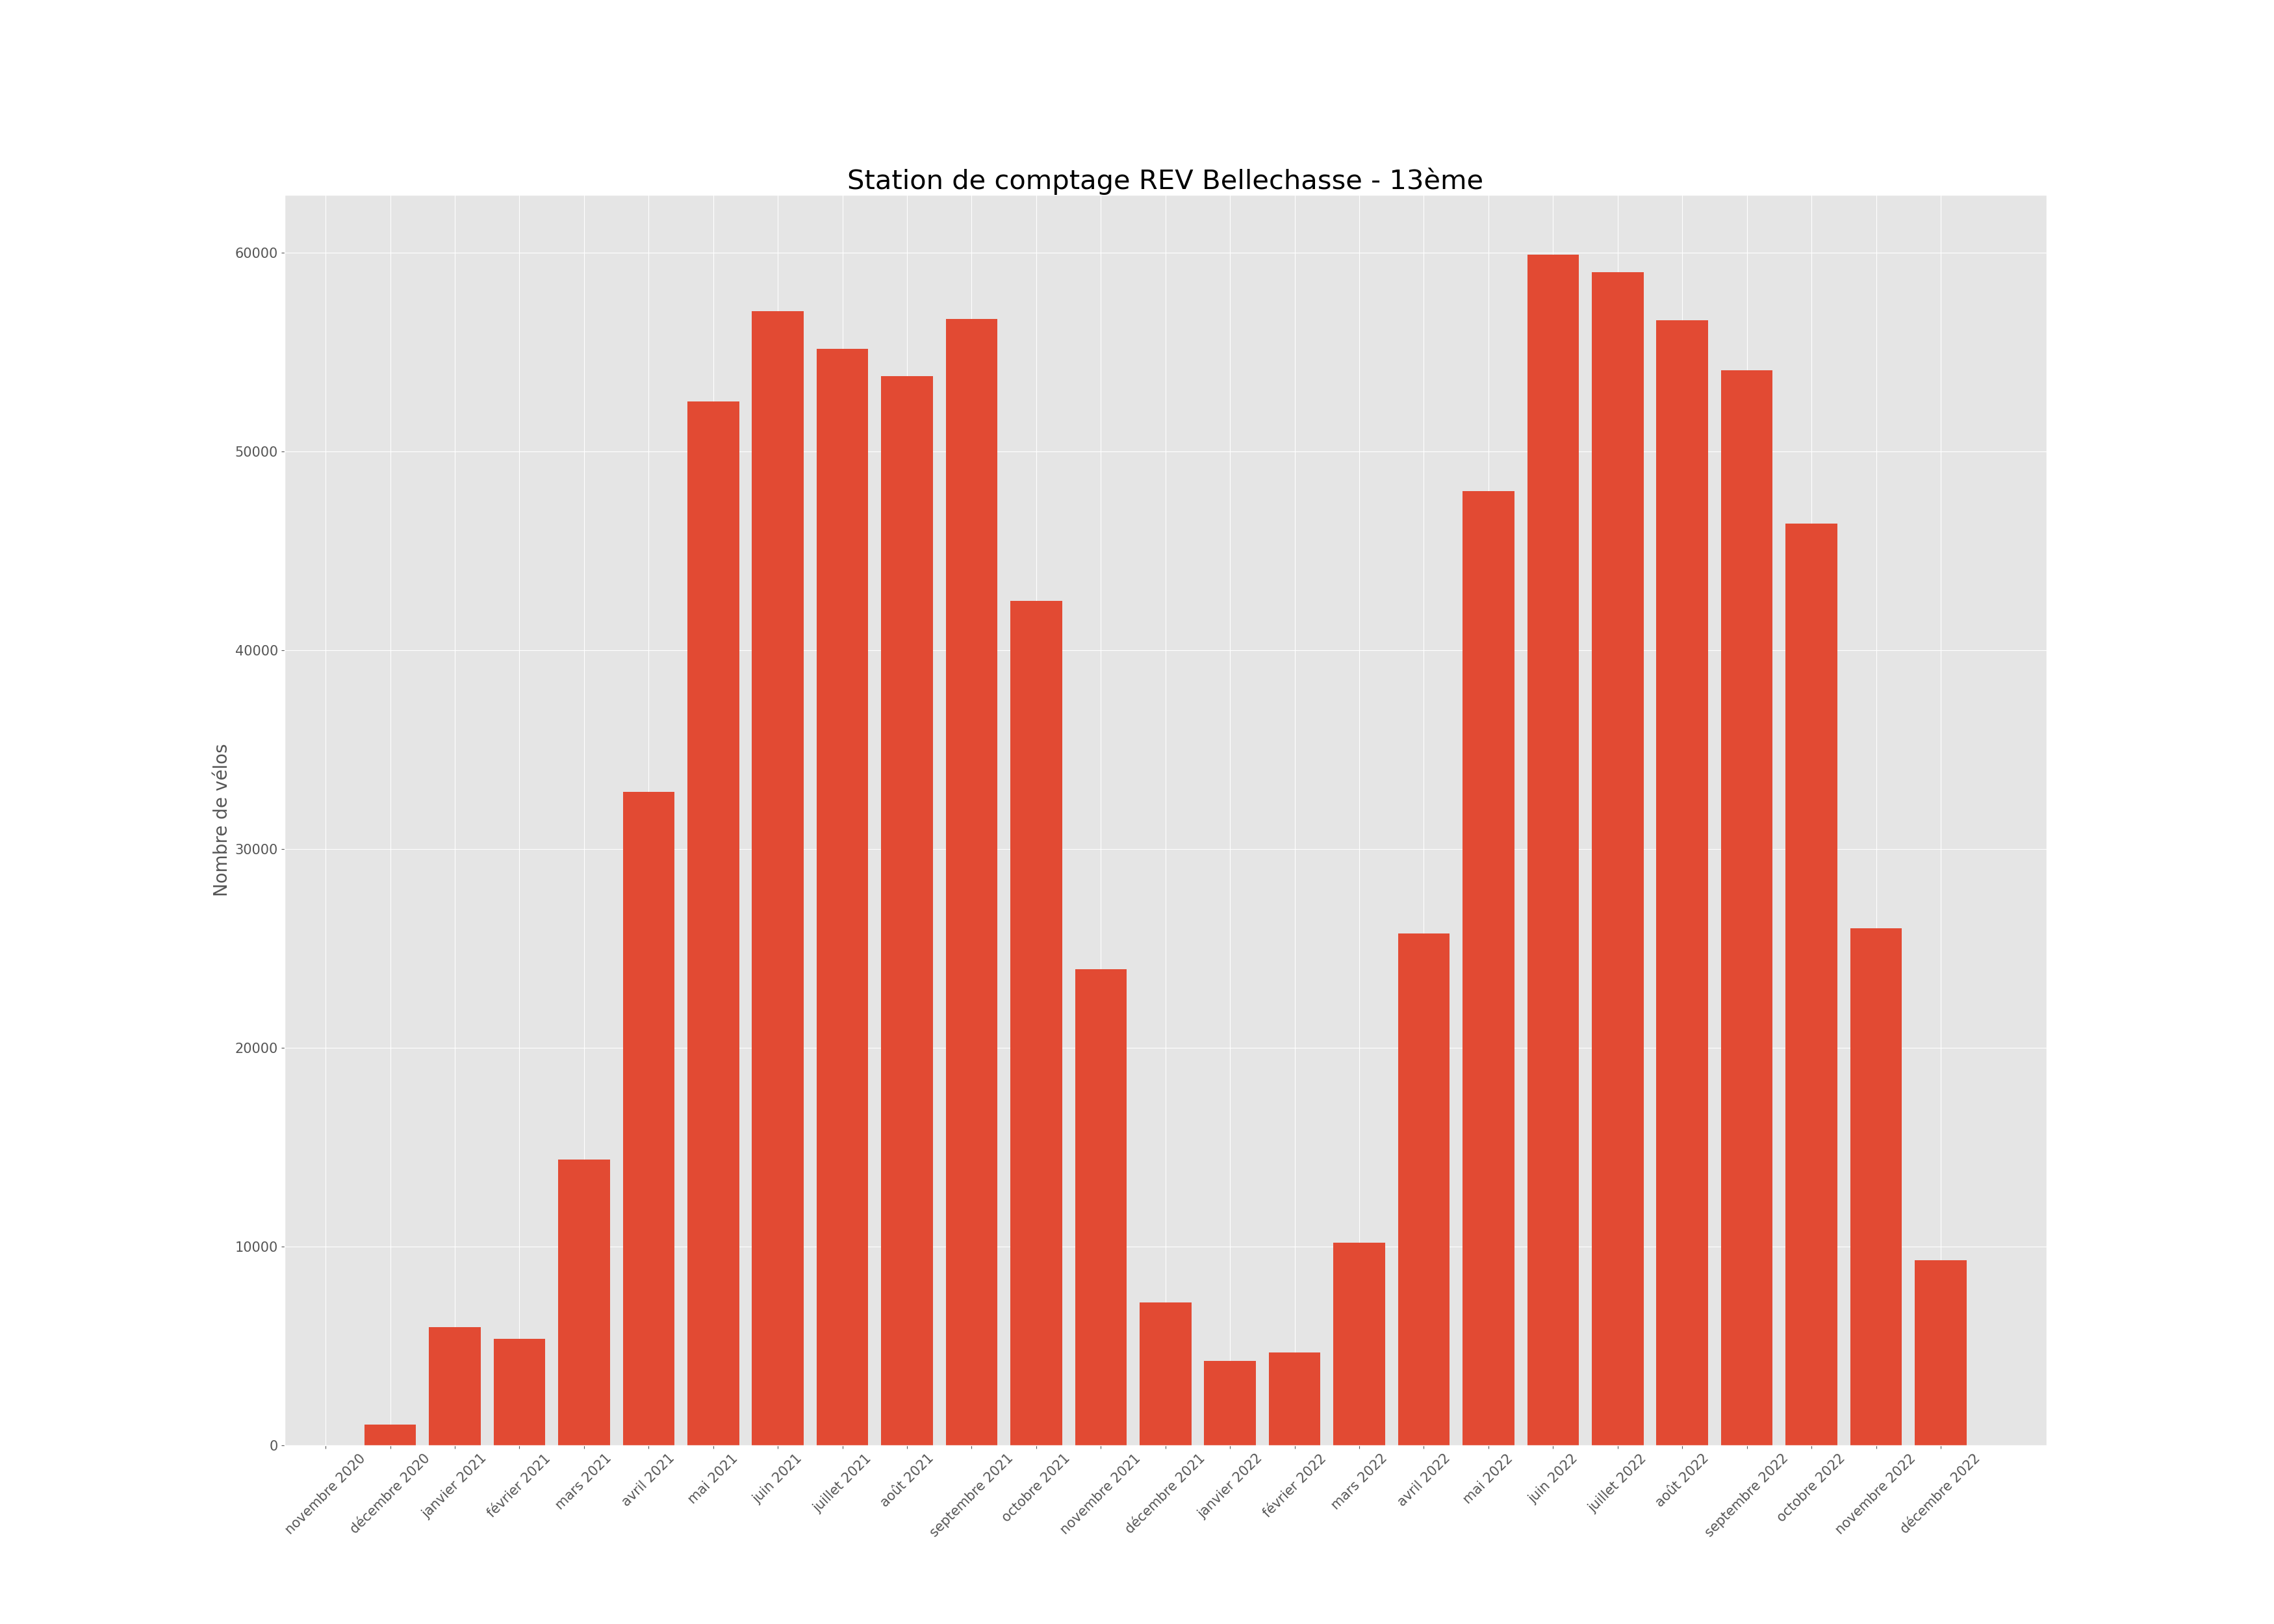 Station de comptage REV Bellechasse - 13ème
Nombre de vélos
60000
50000
40000
30000
20000
10000
0
novembre 2020
décembre 2020
janvier 2021
février 2021
mars 2021
avril 2021
mai 2021
juin 2021
juillet 2021
août 2021
septembre 2021
octobre 2021
novembre 2021
décembre 2021
janvier 2022
février 2022
mars 2022
avril 2022
mai 2022
juin 2022
juillet 2022
août 2022
septembre 2022
octobre 2022
novembre 2022
décembre 2022